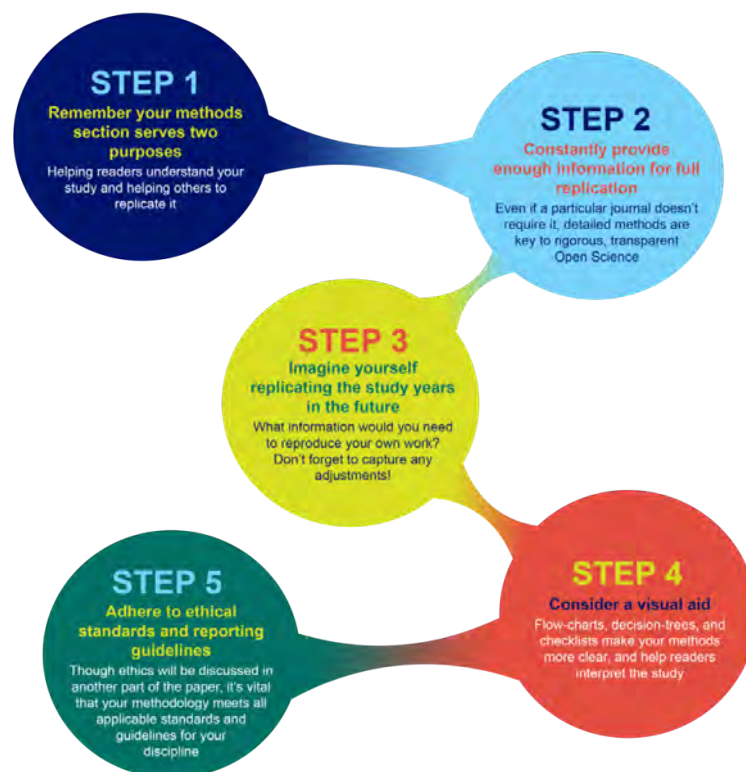 STEP 1
Remember your methods
section serves two
purposes
Helping readers understand your
study and helping others to
replicate it
STEP 2
Constantly provide
enough information for full
replication
Even if a particular journal doesn't
require it, detailed methods are
key to rigorous, transparent
Open Science
STEP 3
Imagine yourself
replicating the study years
in the future
What information would you need
to reproduce your own work?
Don't forget to capture any
adjustments!
STEP 4
Consider a visual aid
Flow-charts, decision-trees, and
checklists make your methods
more clear, and help readers
interpret the study
STEP 5
Adhere to ethical
standards and reporting
guidelines
Though ethics will be discussed in
another part of the paper, it's vital
that your methodology meets all
applicable standards and
guidelines for your
discipline